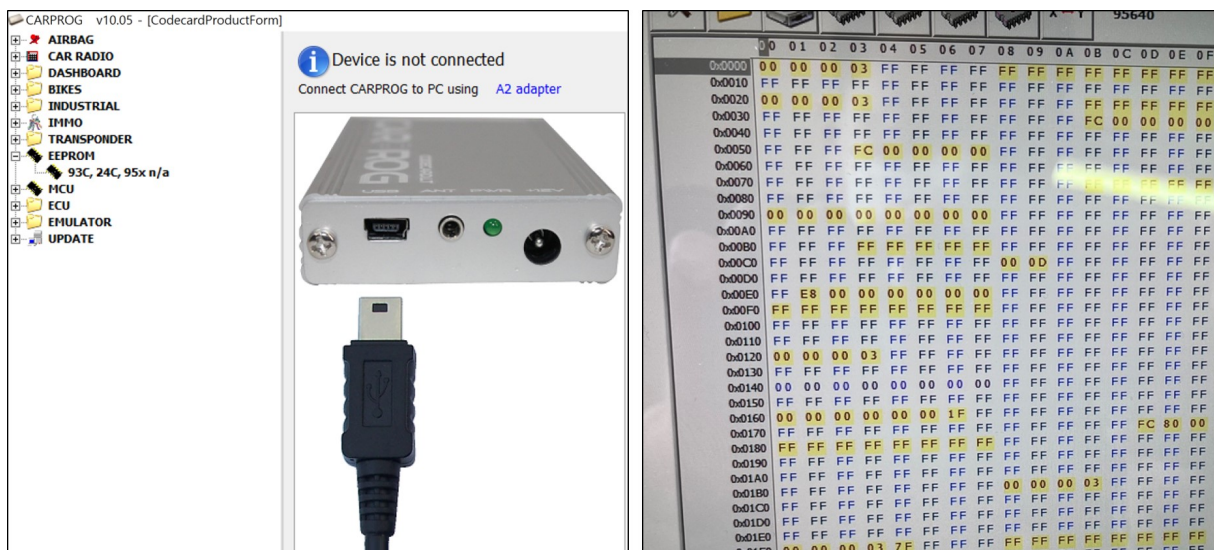 CARPROG v10.05 - [CodecardProductForm]
AIRBAG
CAR RADIO
DASHBOARD
BIKES
INDUSTRIAL
IMMO
TRANSPONDER
EEPROM
93C, 24C, 95x n/a
MCU
ECU
EMULATOR
UPDATE
Device is not connected
Connect CARPROG to PC using A2 adapter
USB ANT PWR +12V
95640
00 01 02 03 04 05 06 07 08 09 0A 0B 0C 0D 0E 0F
0x0000 00 00 00 03 FF FF FF FF FF FF FF FF FF FF FF FF
0x0010 FF FF FF FF FF FF FF FF FF FF FF FF FF FF FF FF
0x0020 00 00 00 03 FF FF FF FF FF FF FF FF FF FF FF FF
0x0030 FF FF FF FF FF FF FF FF FF FF FF FC 00 00 00 00
0x0040 FF FF FF FF FF FF FF FF FF FF FF FF FF FF FF FF
0x0050 FF FF FF FC 00 00 00 00 FF FF FF FF FF FF FF FF
0x0060 FF FF FF FF FF FF FF FF FF FF FF FF FF FF FF FF
0x0070 FF FF FF FF FF FF FF FF FF FF FF FF FF FF FF FF
0x0080 FF FF FF FF FF FF FF FF FF FF FF FF FF FF FF FF
0x0090 00 00 00 00 00 00 00 00 FF FF FF FF FF FF FF FF
0x00A0 FF FF FF FF FF FF FF FF FF FF FF FF FF FF FF FF
0x00B0 FF FF FF FF FF FF FF FF FF FF FF FF FF FF FF FF
0x00C0 FF FF FF FF FF FF FF FF 00 0D FF FF FF FF FF FF
0x00D0 FF FF FF FF FF FF FF FF FF FF FF FF FF FF FF FF
0x00E0 FF E8 00 00 00 00 00 00 FF FF FF FF FF FF FF FF
0x00F0 FF FF FF FF FF FF FF FF FF FF FF FF FF FF FF FF
0x0100 FF FF FF FF FF FF FF FF FF FF FF FF FF FF FF FF
0x0110 FF FF FF FF FF FF FF FF FF FF FF FF FF FF FF FF
0x0120 00 00 00 03 FF FF FF FF FF FF FF FF FF FF FF FF
0x0130 FF FF FF FF FF FF FF FF FF FF FF FF FF FF FF FF
0x0140 00 00 00 00 00 00 00 00 FF FF FF FF FF FF FF FF
0x0150 FF FF FF FF FF FF FF FF FF FF FF FF FF FF FF FF
0x0160 00 00 00 00 00 00 1F FF FF FF FF FF FF FC 80 00
0x0170 FF FF FF FF FF FF FF FF FF FF FF FF FF FF FF FF
0x0180 FF FF FF FF FF FF FF FF FF FF FF FF FF FF FF FF
0x0190 FF FF FF FF FF FF FF FF FF FF FF FF FF FF FF FF
0x01A0 FF FF FF FF FF FF FF FF 00 00 00 03 FF FF FF FF
0x01B0 FF FF FF FF FF FF FF FF FF FF FF FF FF FF FF FF
0x01C0 FF FF FF FF FF FF FF FF FF FF FF FF FF FF FF FF
0x01D0 FF FF FF FF FF FF FF FF FF FF FF FF FF FF FF FF
0x01E0 FF FF FF FF FF FF FF FF FF FF FF FF FF FF FF FF
00 00 00 03 7F FF FF FF FF FF FF FF FF FF FF FF